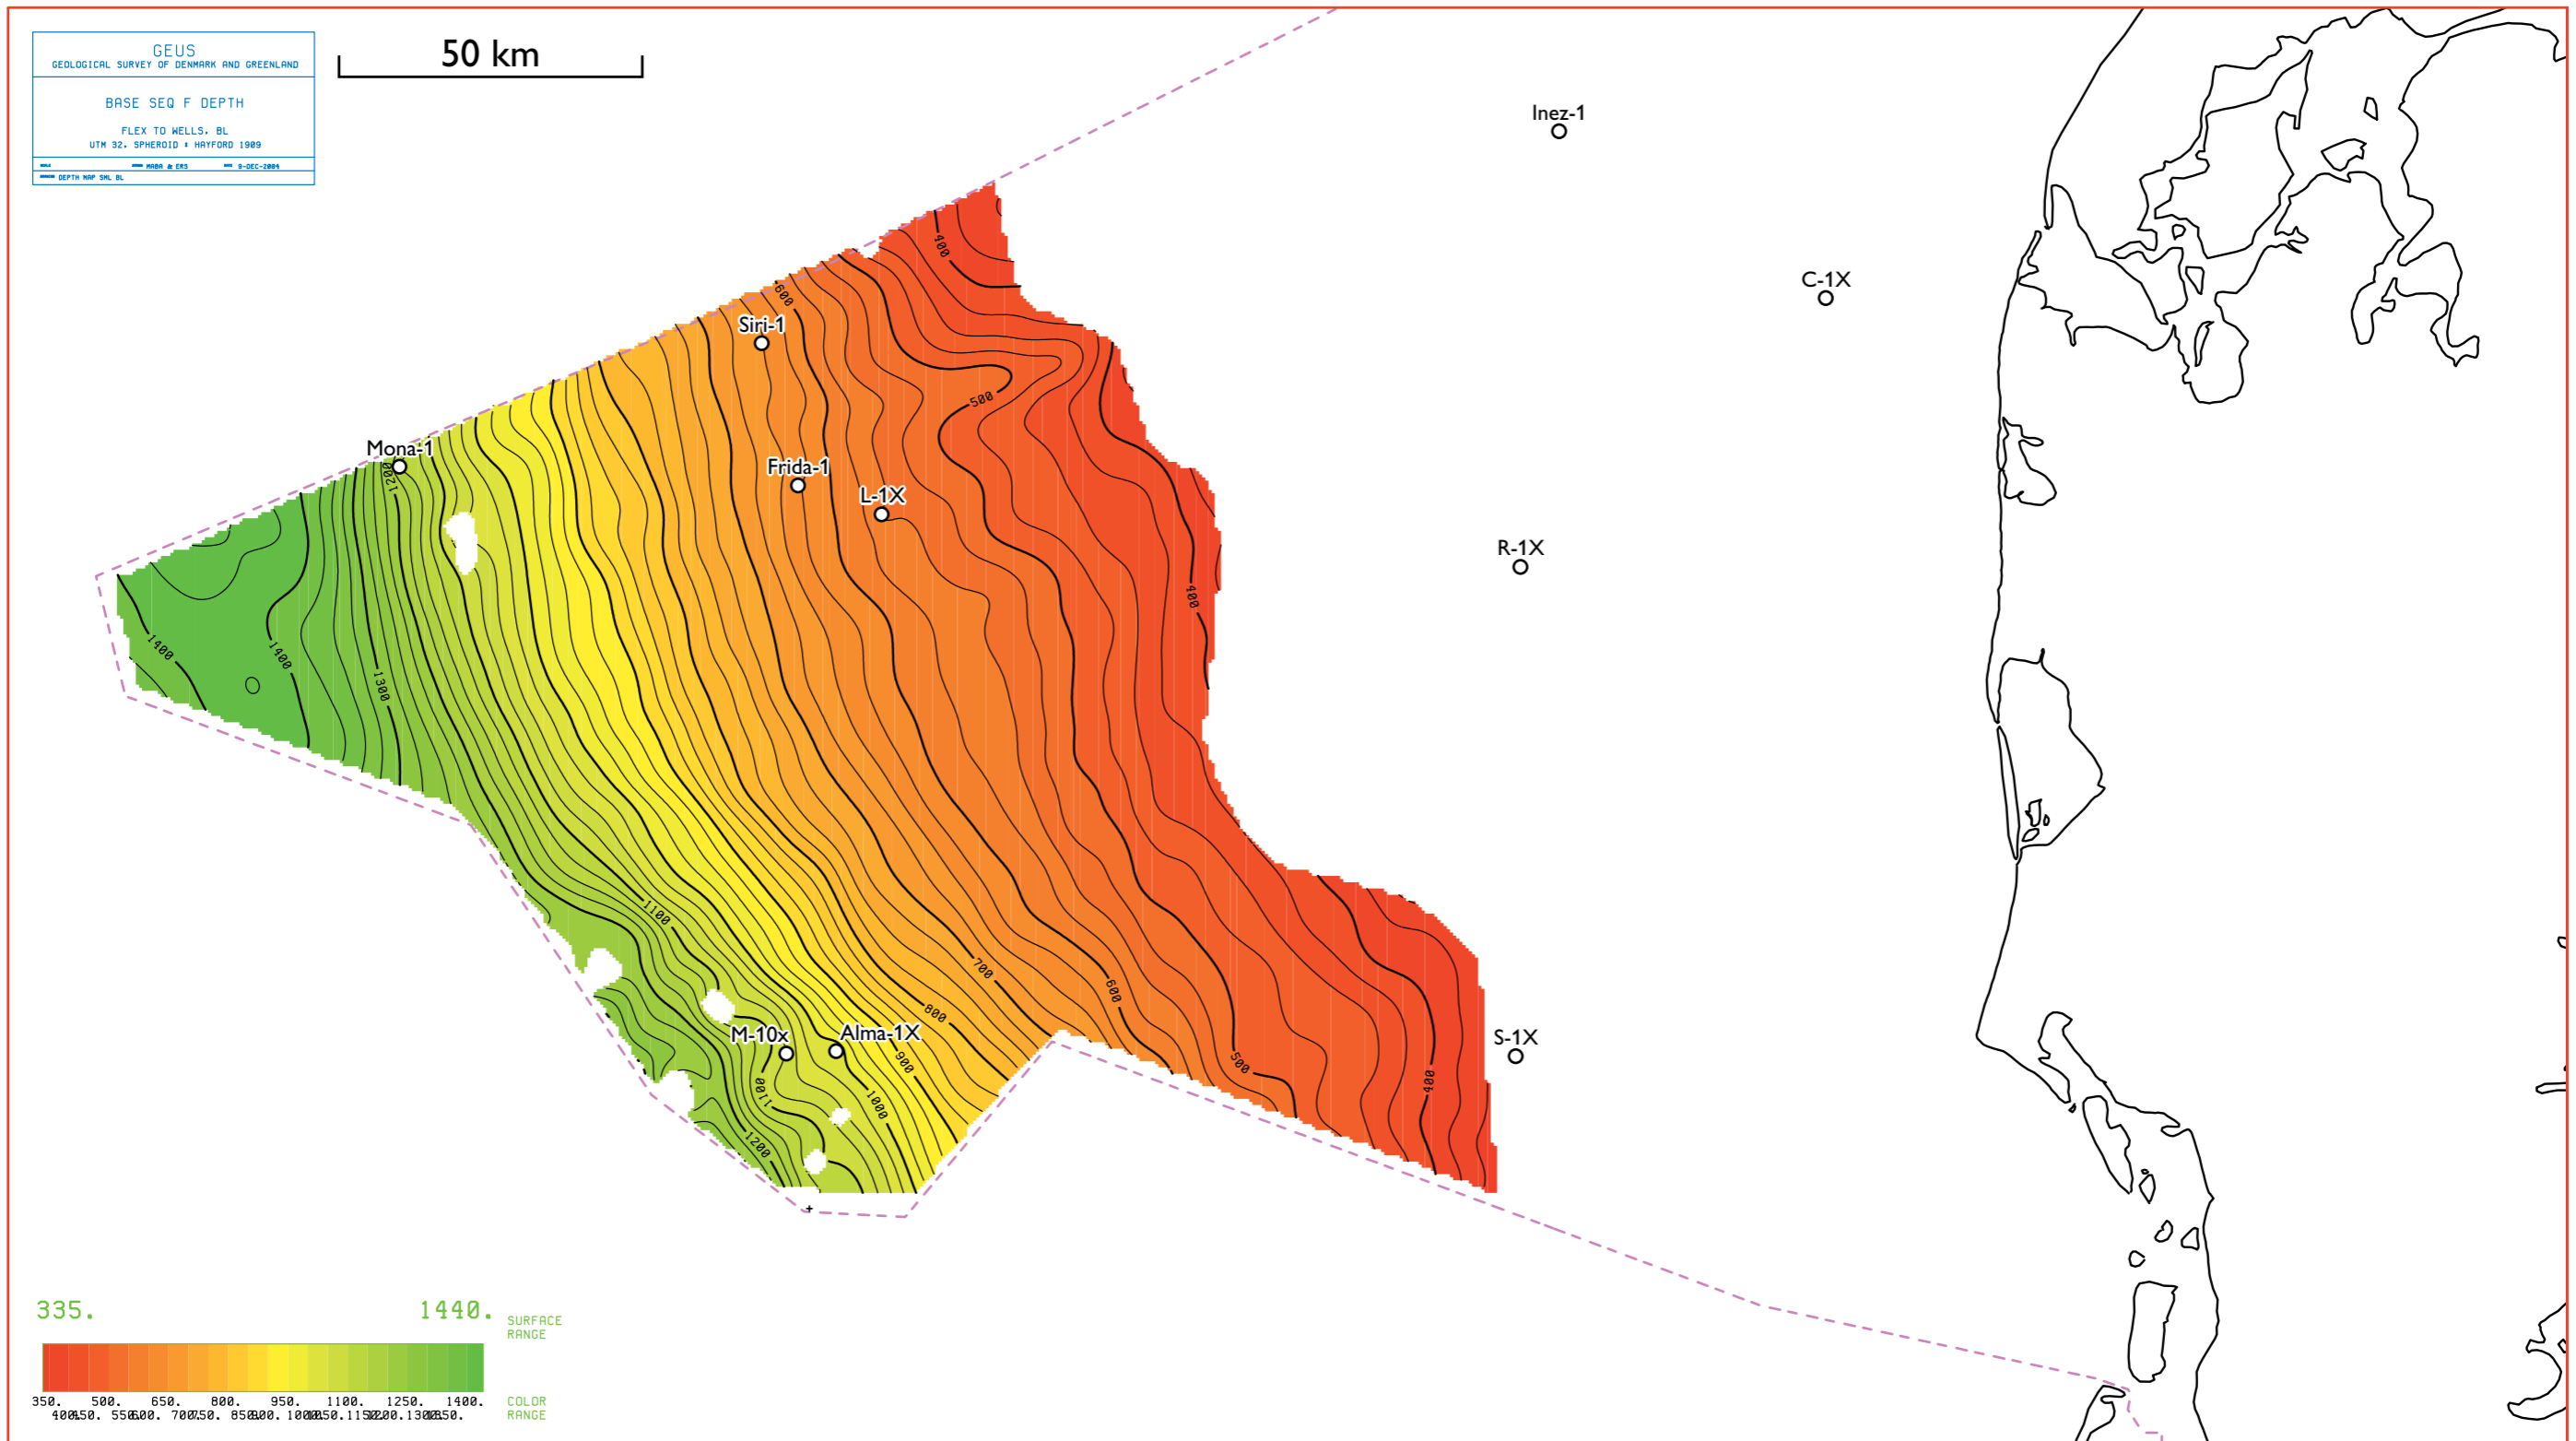 GEUS
GEOLOGICAL SURVEY OF DENMARK AND GREENLAND
BASE SEQ F DEPTH
FLEX TO WELLS, BL
UTM 32, SPHEROID : HAYFORD 1909
MABA & ERS 9-DEC-2004
DEPTH MAP SML BL
50 km
Inez-1
C-1X
400
600
Siri-1
500
Mona-1
1200
Frida-1
L-1X
R-1X
400
1400
1400
1300
1100
700
600
800
M-10x
Alma-1X
900
S-1X
500
400
1100
1000
1200
335. 1440.
SURFACE
RANGE
350. 500. 650. 800. 950. 1100. 1250. 1400.
COLOR
RANGE